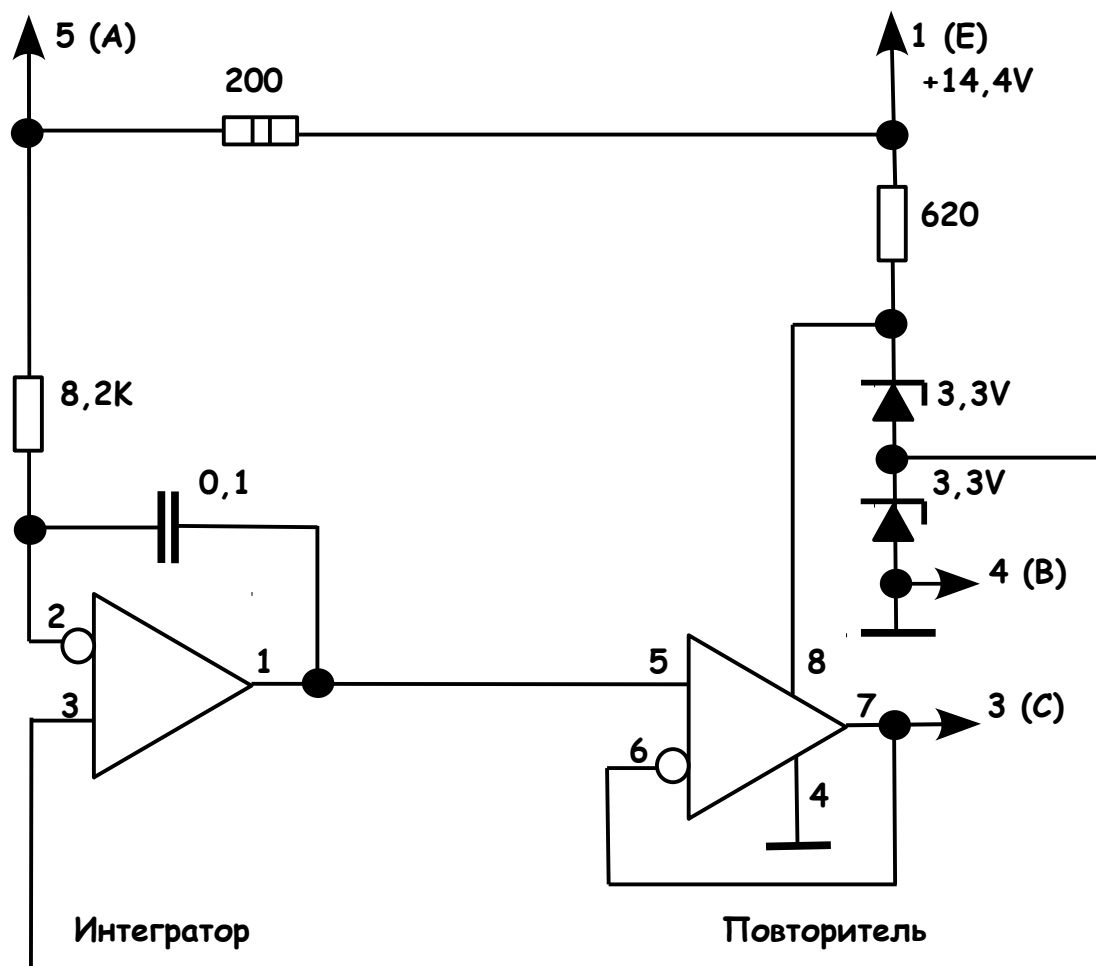 5 (A)
1 (E)
+14,4V
200
620
8,2K
3,3V
0,1
3,3V
4 (B)
2
1
5
8
3
7
3 (C)
6
4
Интегратор
Повторитель